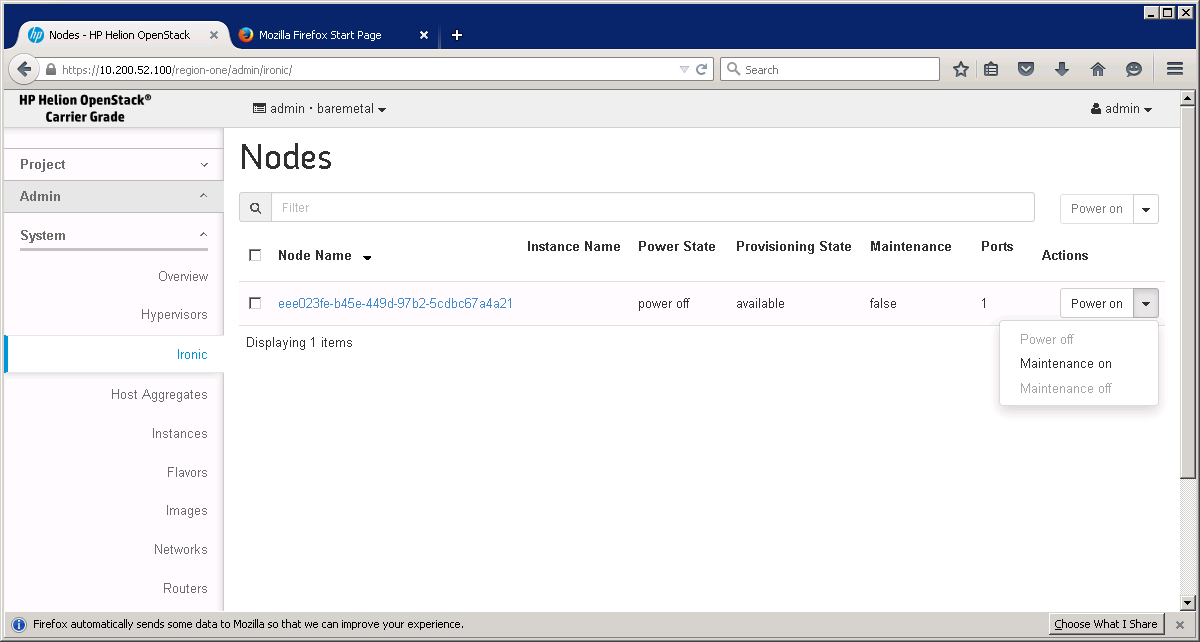 Nodes - HP Helion OpenStack
Mozilla Firefox Start Page
https://10.200.52.100/region-one/admin/ironic/
Search
HP Helion OpenStack®
Carrier Grade
admin · baremetal
admin
Project
Admin
System
Overview
Hypervisors
Ironic
Host Aggregates
Instances
Flavors
Images
Networks
Routers
Nodes
Filter
Power on
Node Name
Instance Name
Power State
Provisioning State
Maintenance
Ports
Actions
eee023fe-b45e-449d-97b2-5cdbc67a4a21
power off
available
false
1
Power on
Power off
Maintenance on
Maintenance off
Displaying 1 items
Firefox automatically sends some data to Mozilla so that we can improve your experience.
Choose What I Share